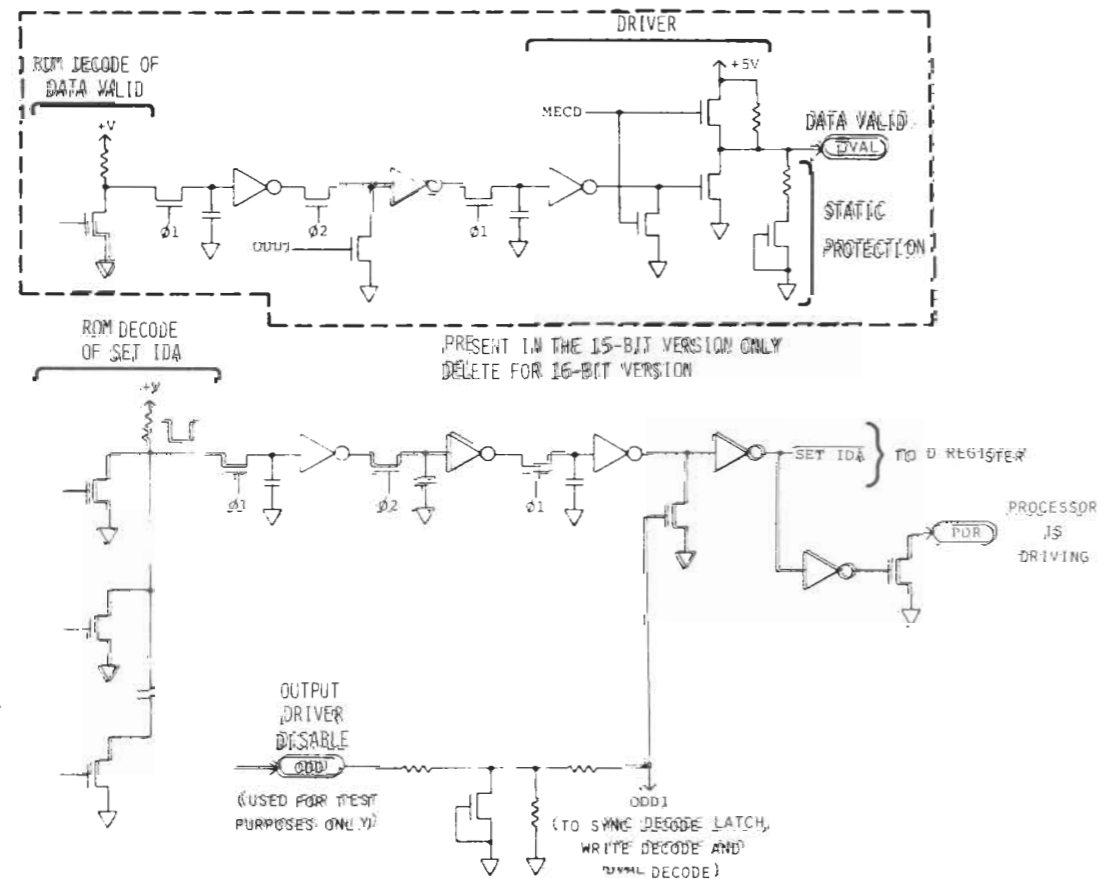 DRIVER
ROM DECODE OF
DATA VALID
+V
+5V
MECD
DATA VALID
DVAL
Ø1
Ø2
Ø1
ODD1
STATIC
PROTECTION
ROM DECODE
OF SET IDA
PRESENT IN THE 15-BIT VERSION ONLY
DELETE FOR 16-BIT VERSION
+V
SET IDA
TO D REGISTER
Ø1
Ø2
Ø1
PDR
PROCESSOR
IS
DRIVING
OUTPUT
DRIVER
DISABLE
ODD
(USED FOR TEST
PURPOSES ONLY)
ODD1
(TO SYNC DECODE LATCH,
WRITE DECODE AND
DVAL DECODE)